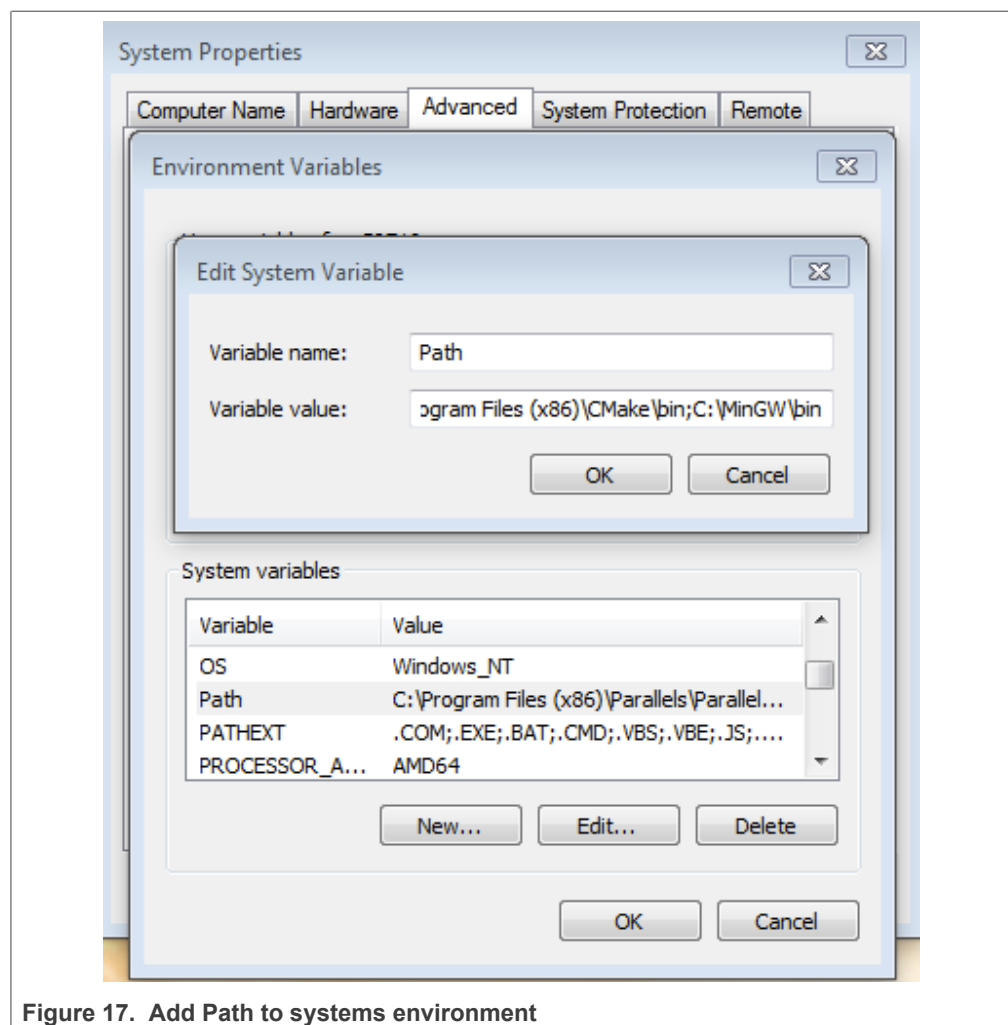 System Properties
Computer Name Hardware Advanced System Protection Remote
Environment Variables
Edit System Variable
Variable name: Path
Variable value: ogram Files (x86)\CMake\bin;C:\MinGW\bin
OK Cancel
System variables
Variable Value
OS Windows_NT
Path C:\Program Files (x86)\Parallels\Parallel...
PATHEXT .COM;.EXE;.BAT;.CMD;.VBS;.VBE;.JS;....
PROCESSOR_A... AMD64
New... Edit... Delete
OK Cancel
Figure 17. Add Path to systems environment